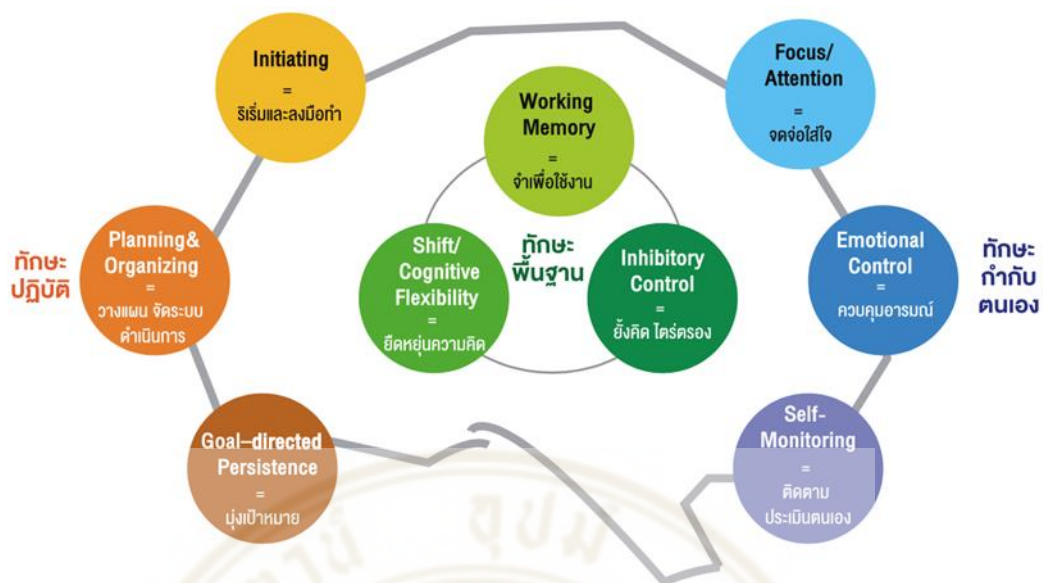 Initiating
=
ริเริ่มและลงมือทำ
Focus/
Attention
=
จดจ่อใส่ใจ
Working
Memory
=
จำเพื่อใช้งาน
ทักษะ
ปฏิบัติ
Planning&
Organizing
=
วางแผน จัดระบบ
ดำเนินการ
Shift/
Cognitive
Flexibility
=
ยืดหยุ่นความคิด
ทักษะ
พื้นฐาน
Inhibitory
Control
=
ยั้งคิด ไตร่ตรอง
Emotional
Control
=
ควบคุมอารมณ์
ทักษะ
กำกับ
ตนเอง
Goal–directed
Persistence
=
มุ่งเป้าหมาย
Self-
Monitoring
=
ติดตาม
ประเมินตนเอง